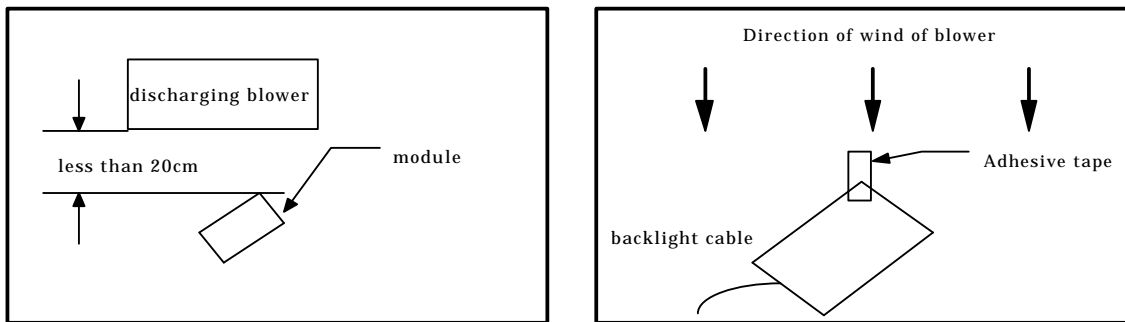 discharging blower
less than 20cm
module
Direction of wind of blower
Adhesive tape
backlight cable